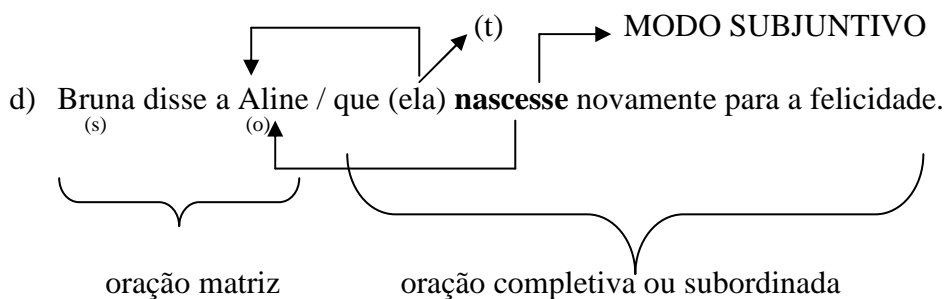 (t) MODO SUBJUNTIVO
d) Bruna disse a Aline / que (ela) nascesse novamente para a felicidade.
(s) (o)
oração matriz oração completiva ou subordinada